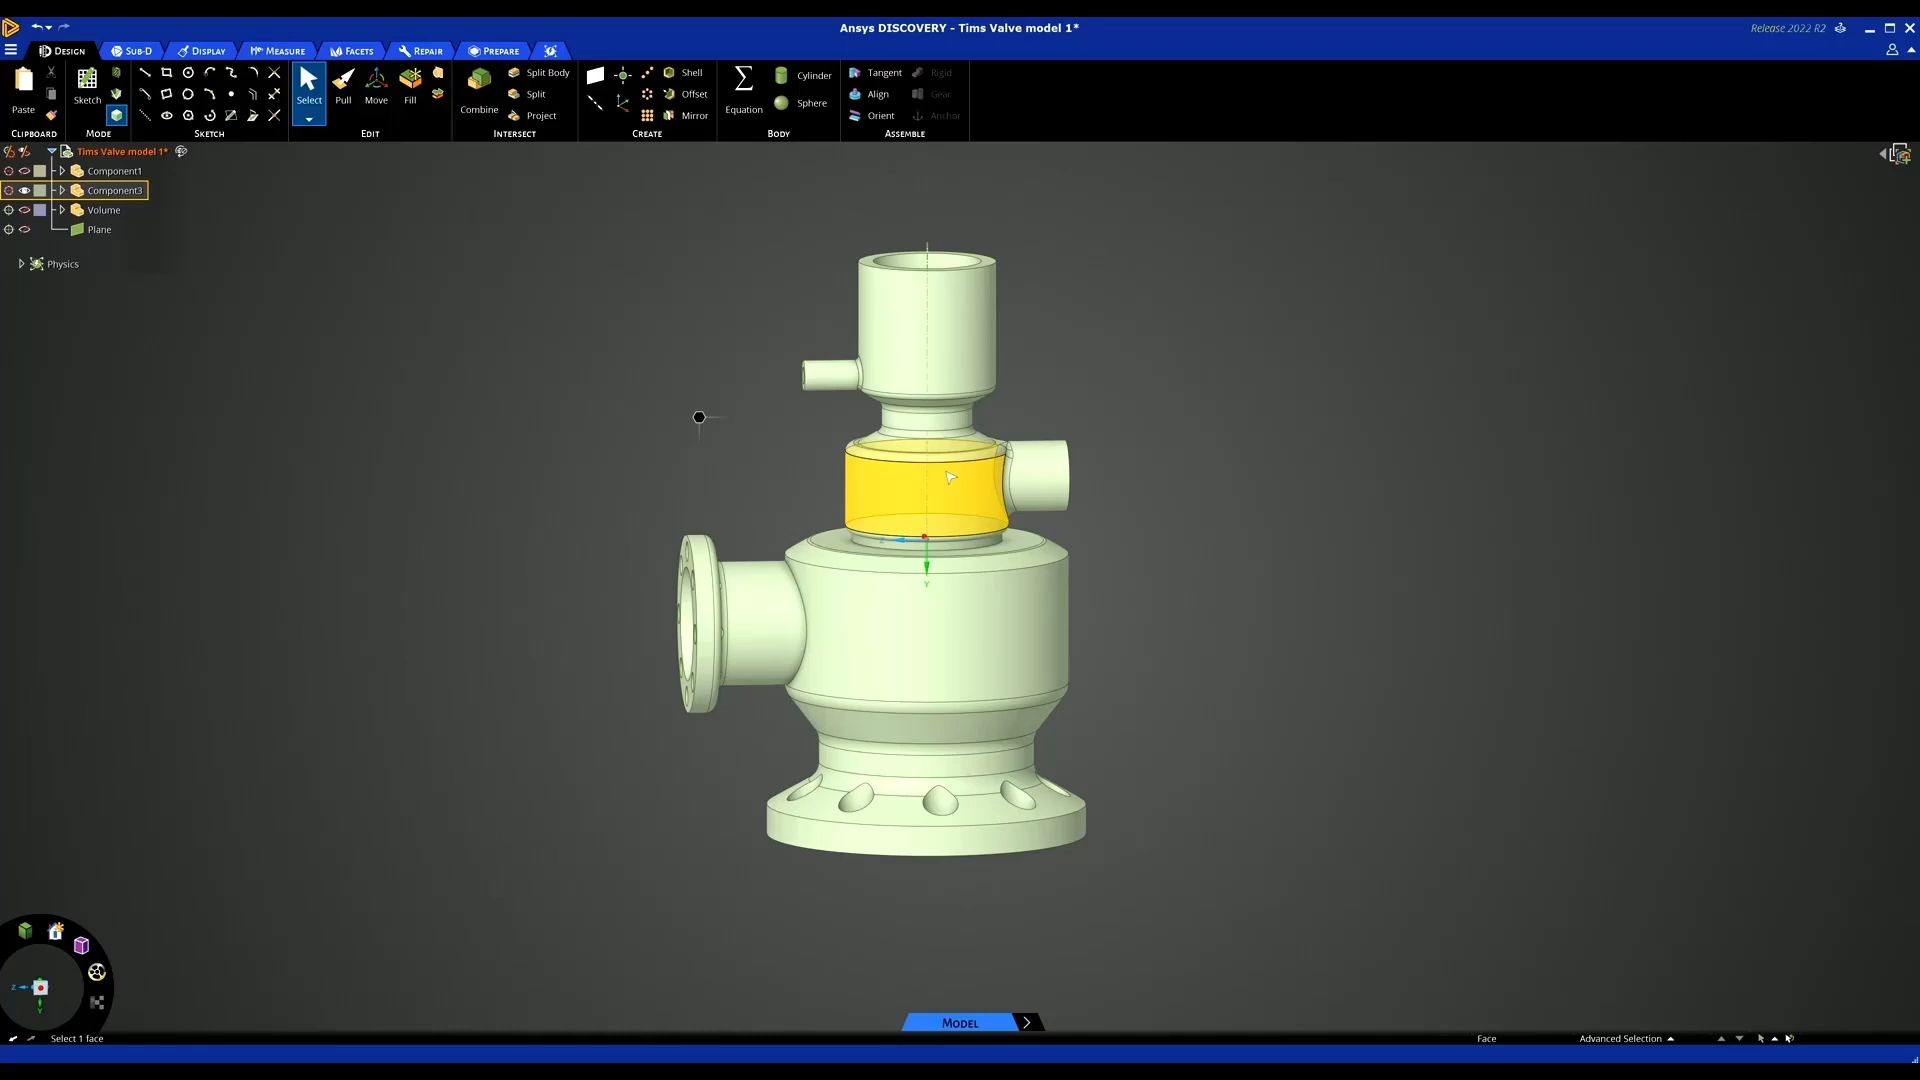 Ansys DISCOVERY - Tims Valve model 1*
Release 2022 R2
DESIGN
SUB-D
DISPLAY
MEASURE
FACETS
REPAIR
PREPARE
Paste
CLIPBOARD
Sketch
MODE
SKETCH
Select
Pull
Move
Fill
EDIT
Combine
Split Body
Split
Project
INTERSECT
Shell
Offset
Mirror
CREATE
Equation
Cylinder
Sphere
BODY
Tangent
Align
Orient
Rigid
Gear
Anchor
ASSEMBLE
Tims Valve model 1*
Component1
Component3
Volume
Plane
Physics
Z
Y
Z
Y
MODEL
Select 1 face
Face
Advanced Selection